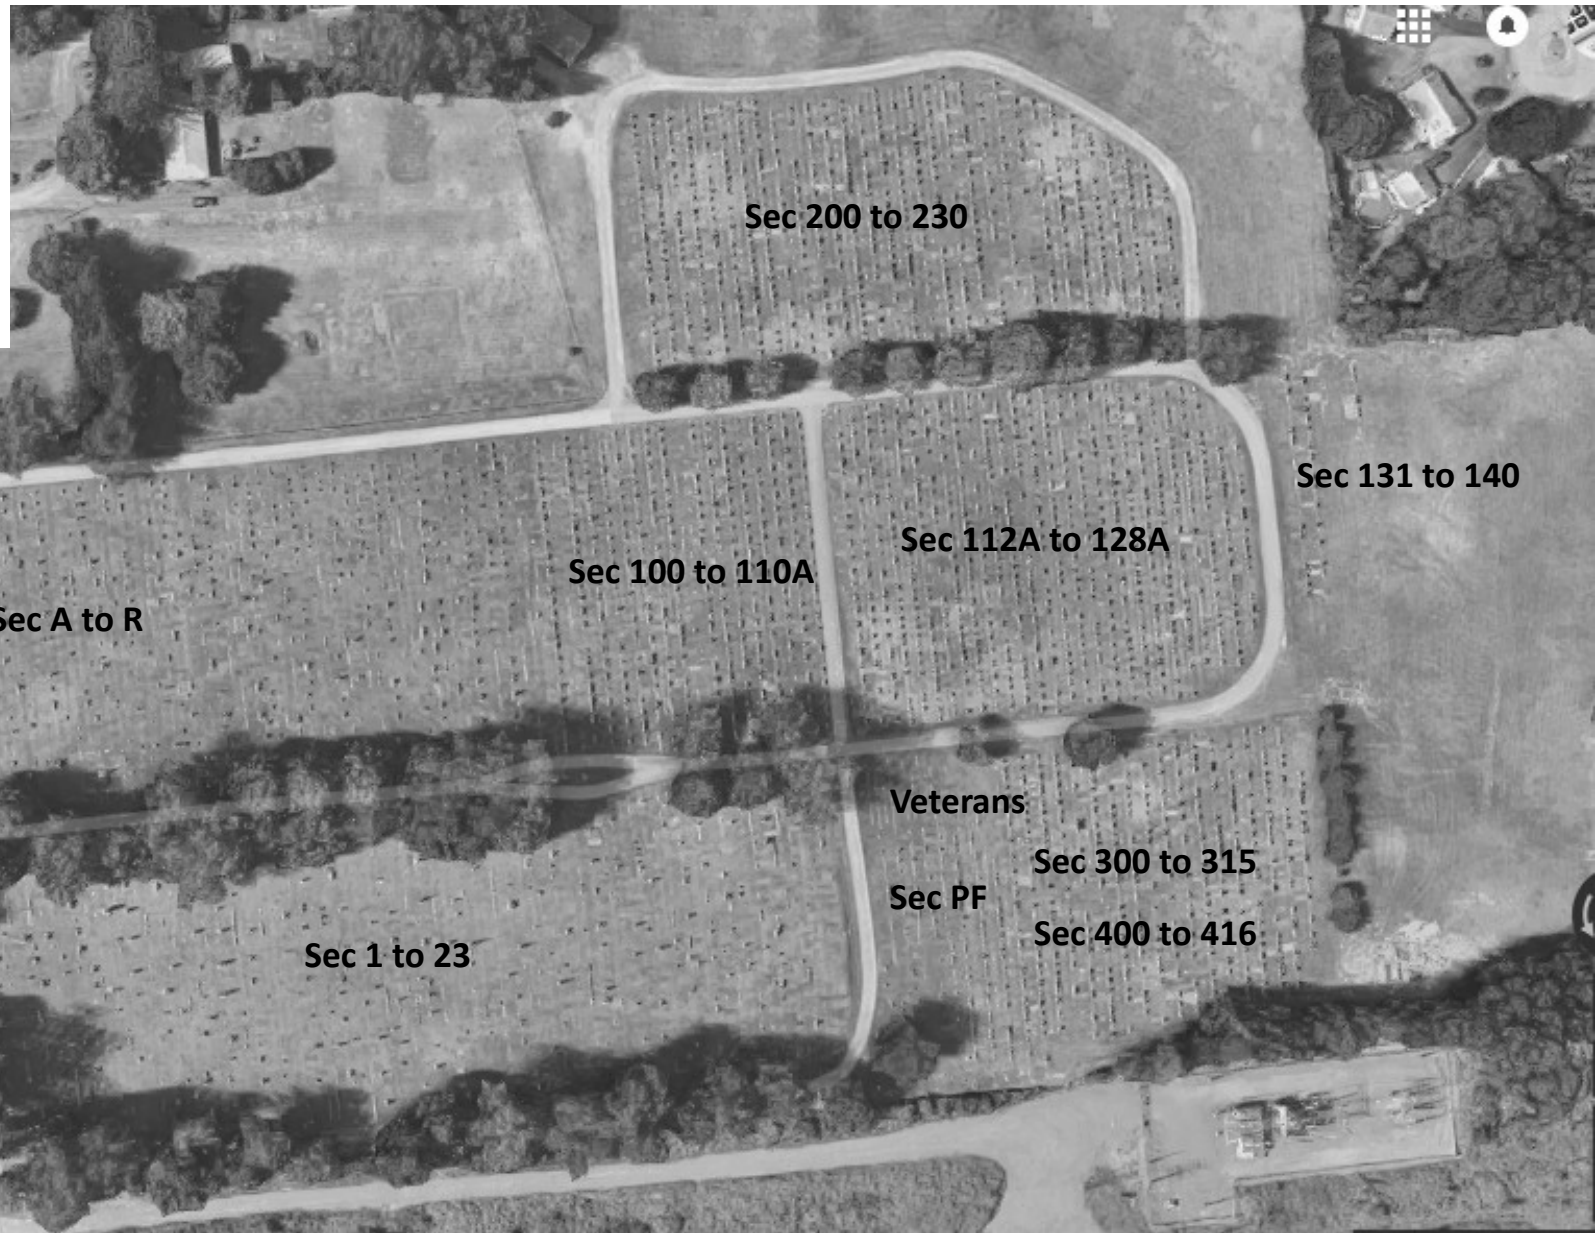 Sec 200 to 230
Sec 131 to 140
Sec 112A to 128A
Sec 100 to 110A
Sec A to R
Veterans
Sec 300 to 315
Sec PF
Sec 400 to 416
Sec 1 to 23